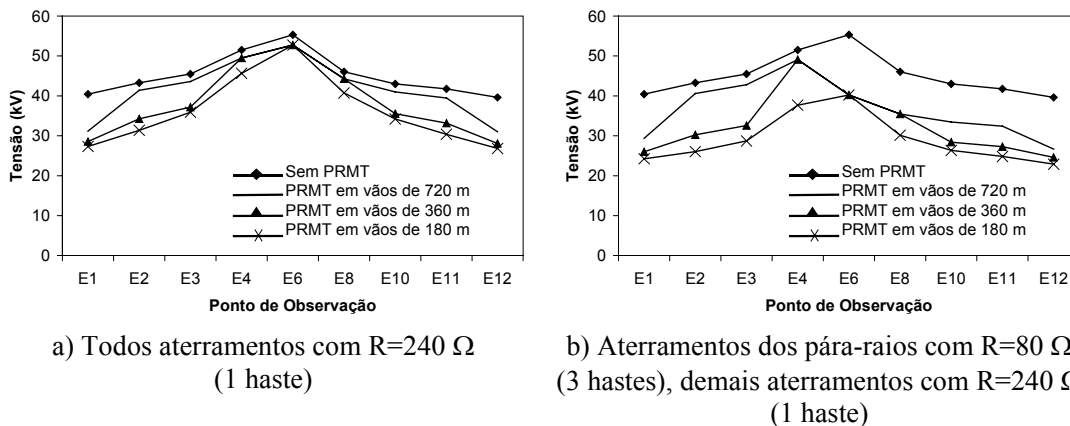 60
50
40
30
20
10
0
Tensão (kV)
Sem PRMT
PRMT em vãos de 720 m
PRMT em vãos de 360 m
PRMT em vãos de 180 m
E1 E2 E3 E4 E6 E8 E10 E11 E12
Ponto de Observação
a) Todos aterramentos com R=240 Ω
(1 haste)
60
50
40
30
20
10
0
Tensão (kV)
Sem PRMT
PRMT em vãos de 720 m
PRMT em vãos de 360 m
PRMT em vãos de 180 m
E1 E2 E3 E4 E6 E8 E10 E11 E12
Ponto de Observação
b) Aterramentos dos pára-raios com R=80 Ω
(3 hastes), demais aterramentos com R=240 Ω
(1 haste)